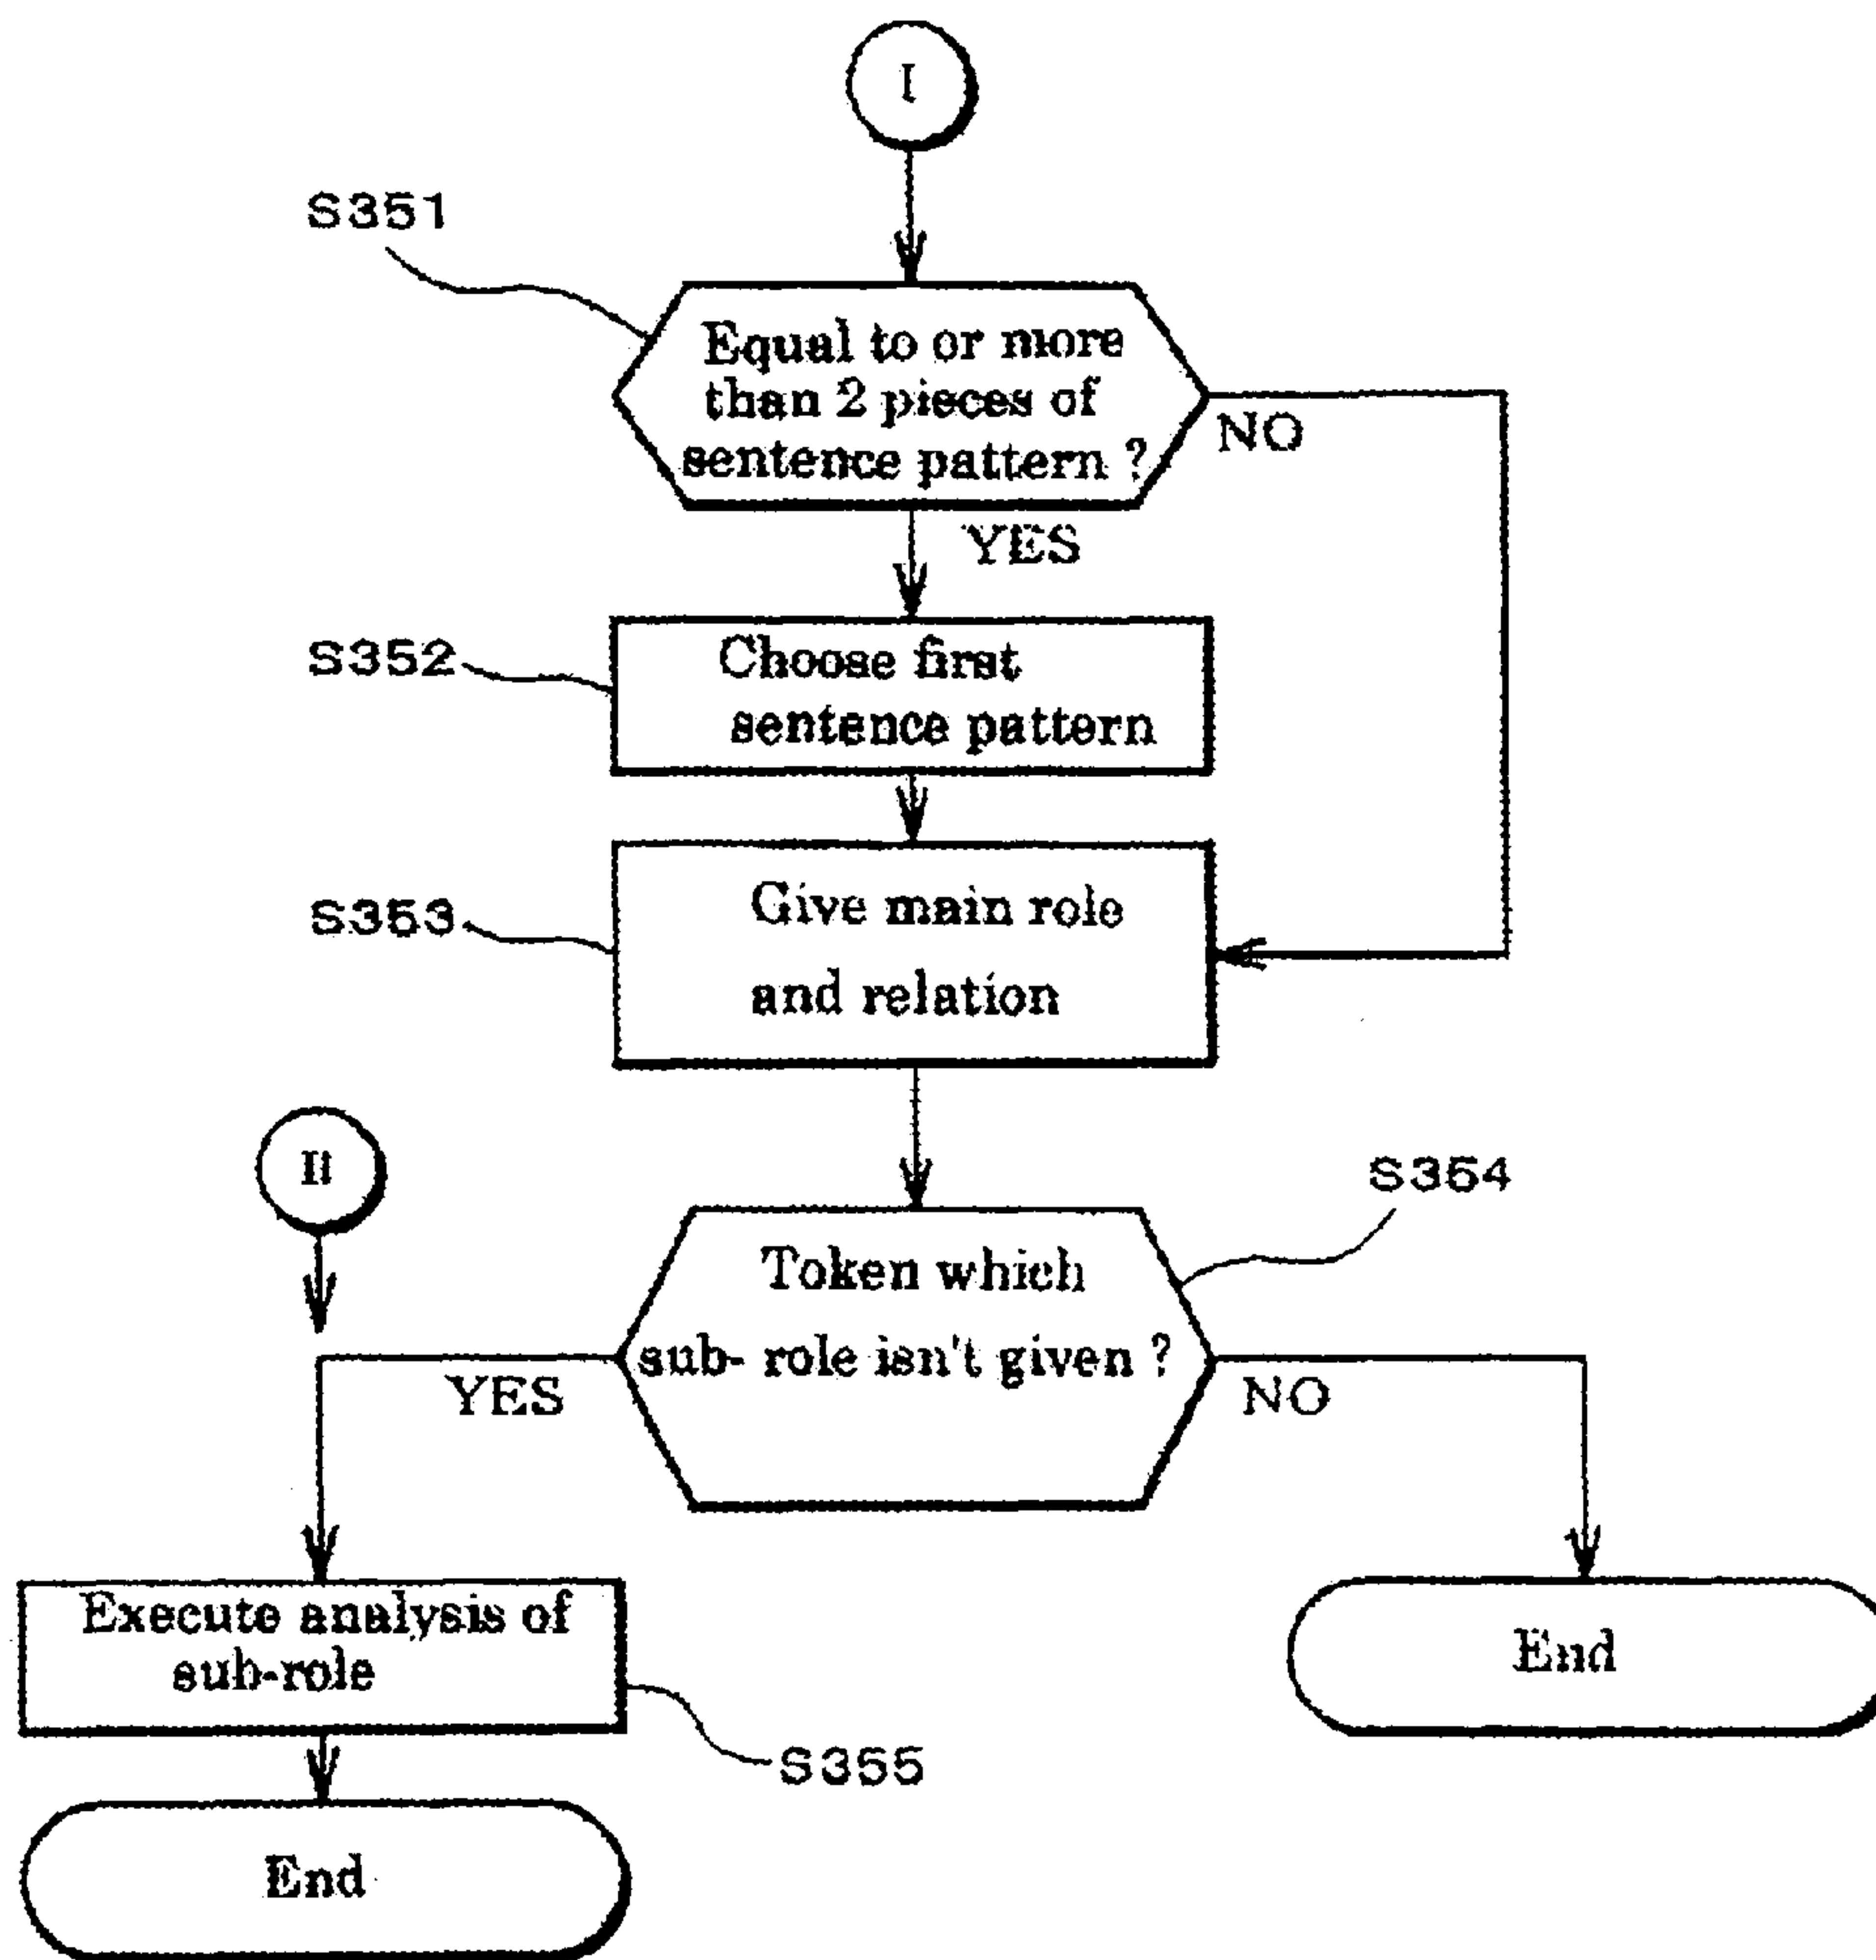 I
S351
Equal to or more
than 2 pieces of
sentence pattern ?
NO
YES
S352
Choose first
sentence pattern
S353
Give main role
and relation
II
S354
Token which
sub- role isn't given ?
YES
NO
Execute analysis of
sub-role
End
S355
End